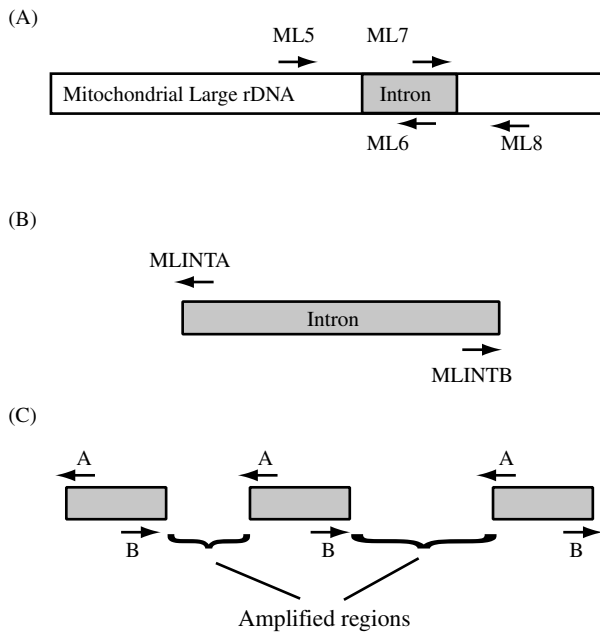 (A)
ML5 ML7
Mitochondrial Large rDNA Intron
ML6 ML8
(B)
MLINTA
Intron
MLINTB
(C)
A A A
B B B
Amplified regions